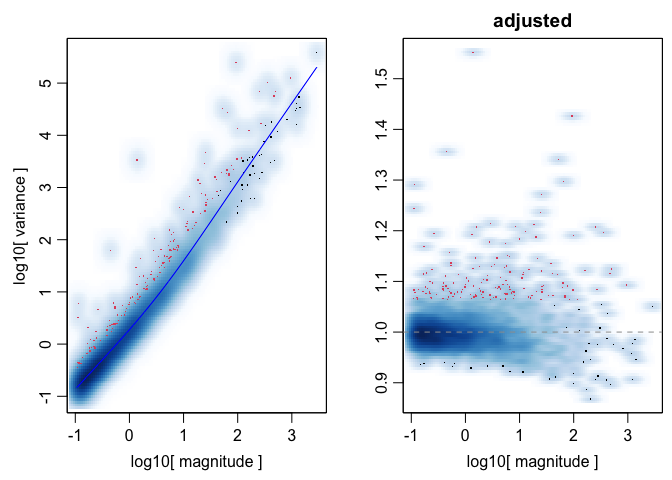 log10[ variance ]
5
4
3
2
1
0
-1
-1 0 1 2 3
log10[ magnitude ]
adjusted
1.5
1.4
1.3
1.2
1.1
1.0
0.9
-1 0 1 2 3
log10[ magnitude ]